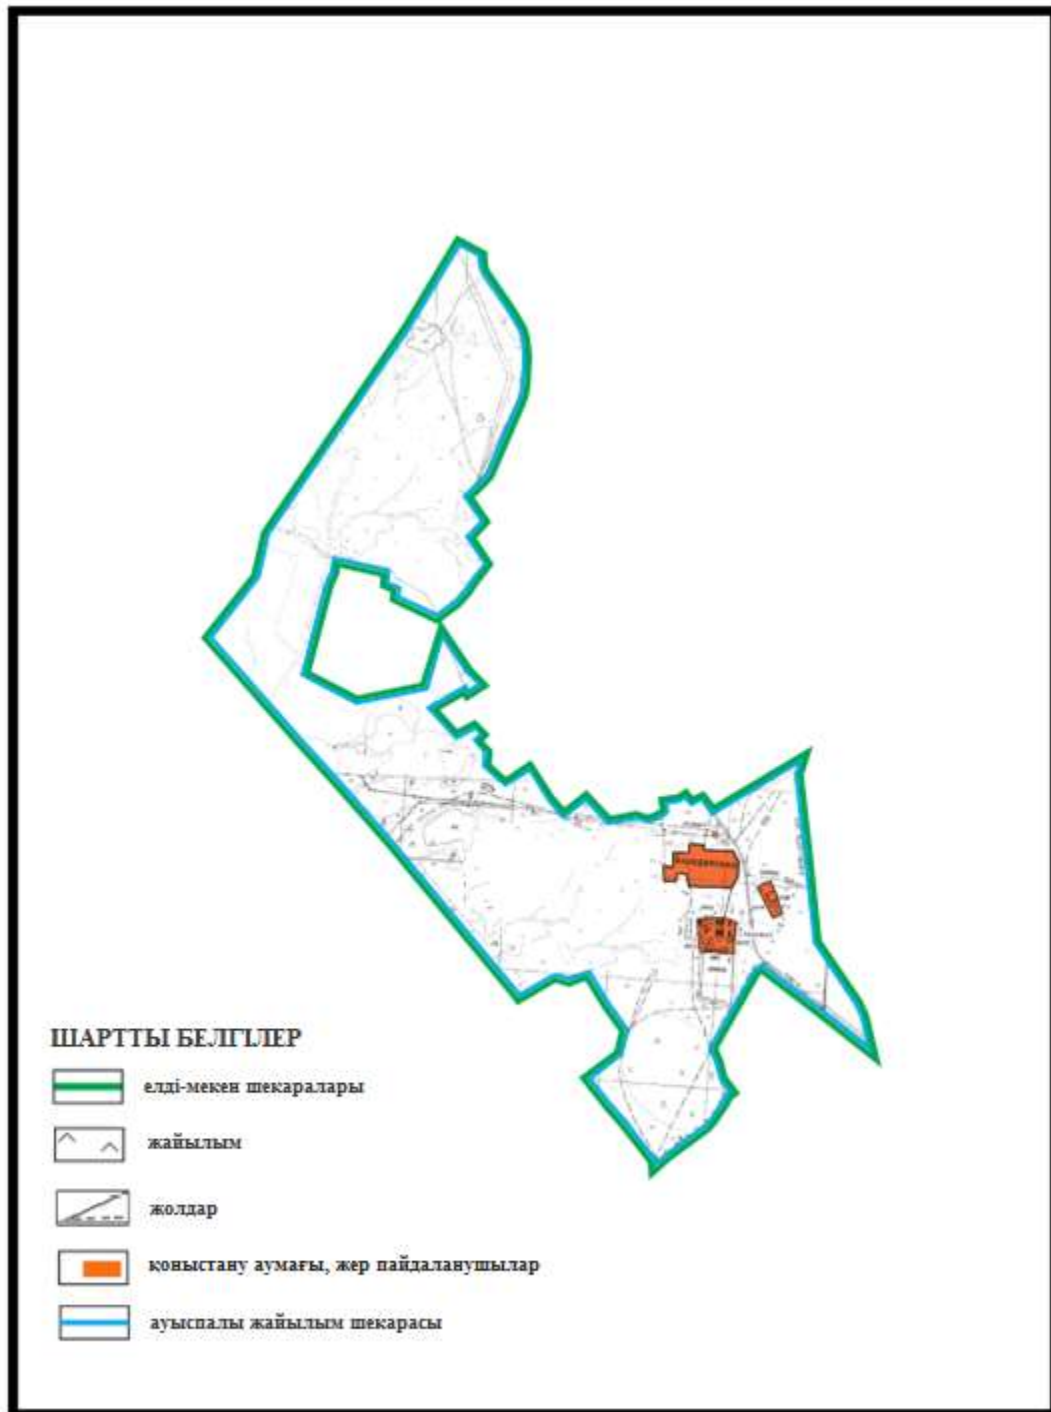 ШАРТТЫ БЕЛГІЛЕР
елді-мекен шекаралары
жайылым
жолдар
қоныстану аумағы, жер пайдаланушылар
ауыспалы жайылым шекарасы